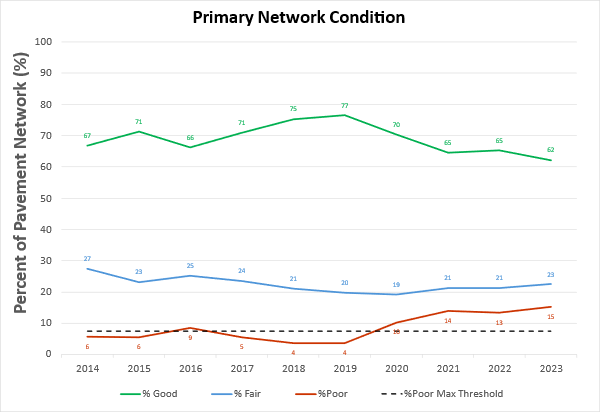 Primary Network Condition
Percent of Pavement Network (%)
100
90
80
70
60
50
40
30
20
10
0
67 71 66 71 75 77 70 65 65 62
27 23 25 24 21 20 19 21 21 23
6 6 9 5 4 4 10 14 13 15
2014 2015 2016 2017 2018 2019 2020 2021 2022 2023
% Good % Fair %Poor %Poor Max Threshold